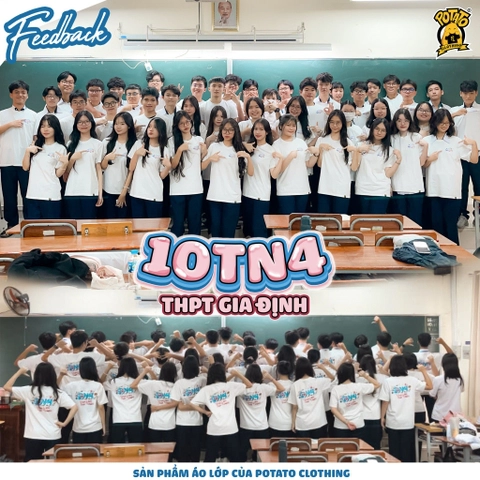 Feedback
POTATO
10TN4
THPT GIA ĐỊNH
SẢN PHẨM ÁO LỚP CỦA POTATO CLOTHING